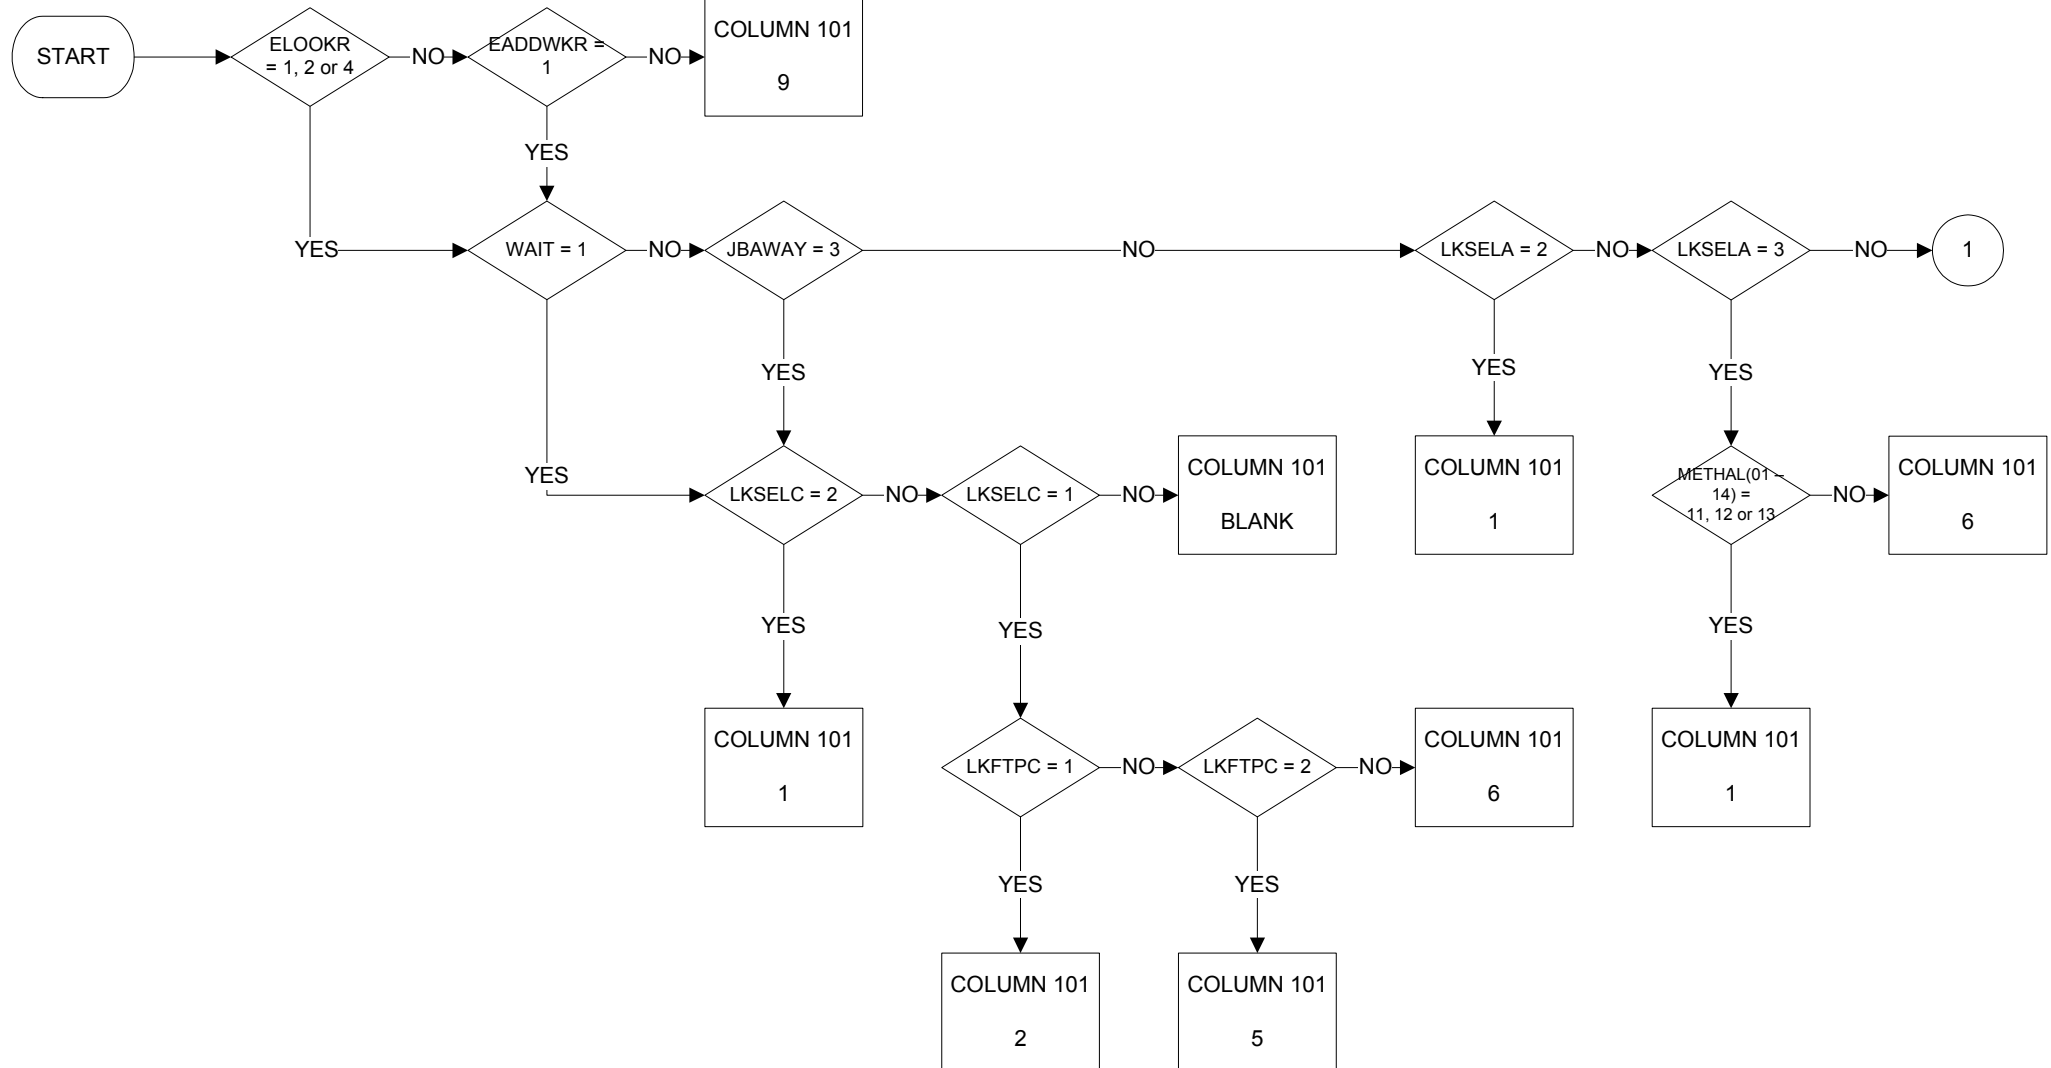 START
ELOOKR
= 1, 2 or 4
NO
EADDWKR =
1
NO
COLUMN 101
9
YES
YES
WAIT = 1
NO
JBAWAY = 3
NO
LKSELA = 2
NO
LKSELA = 3
NO
1
YES
YES
YES
YES
LKSELC = 2
NO
LKSELC = 1
NO
COLUMN 101
BLANK
COLUMN 101
1
METHAL(01 –
14) =
11, 12 or 13
NO
COLUMN 101
6
YES
YES
YES
COLUMN 101
1
LKFTPC = 1
NO
LKFTPC = 2
NO
COLUMN 101
6
COLUMN 101
1
YES
YES
COLUMN 101
2
COLUMN 101
5